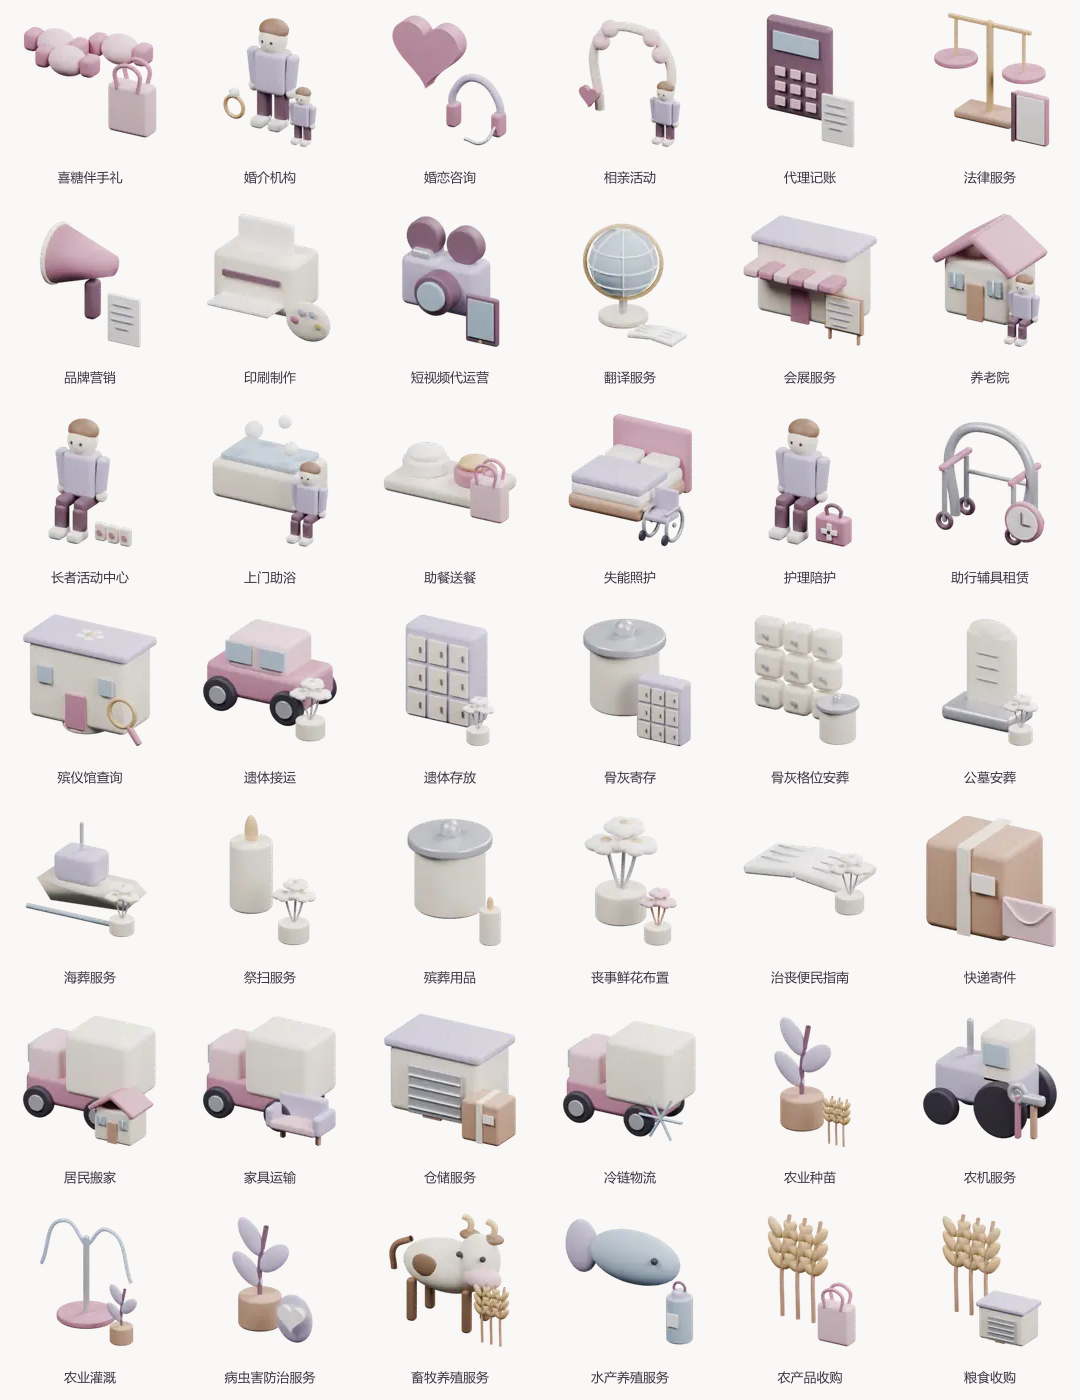 喜糖伴手礼
婚介机构
婚恋咨询
相亲活动
代理记账
法律服务
品牌营销
印刷制作
短视频代运营
翻译服务
会展服务
养老院
长者活动中心
上门助浴
助餐送餐
失能照护
护理陪护
助行辅具租赁
殡仪馆查询
遗体接运
遗体存放
骨灰寄存
骨灰格位安葬
公墓安葬
海葬服务
祭扫服务
殡葬用品
丧事鲜花布置
治丧便民指南
快递寄件
居民搬家
家具运输
仓储服务
冷链物流
农业种苗
农机服务
农业灌溉
病虫害防治服务
畜牧养殖服务
水产养殖服务
农产品收购
粮食收购